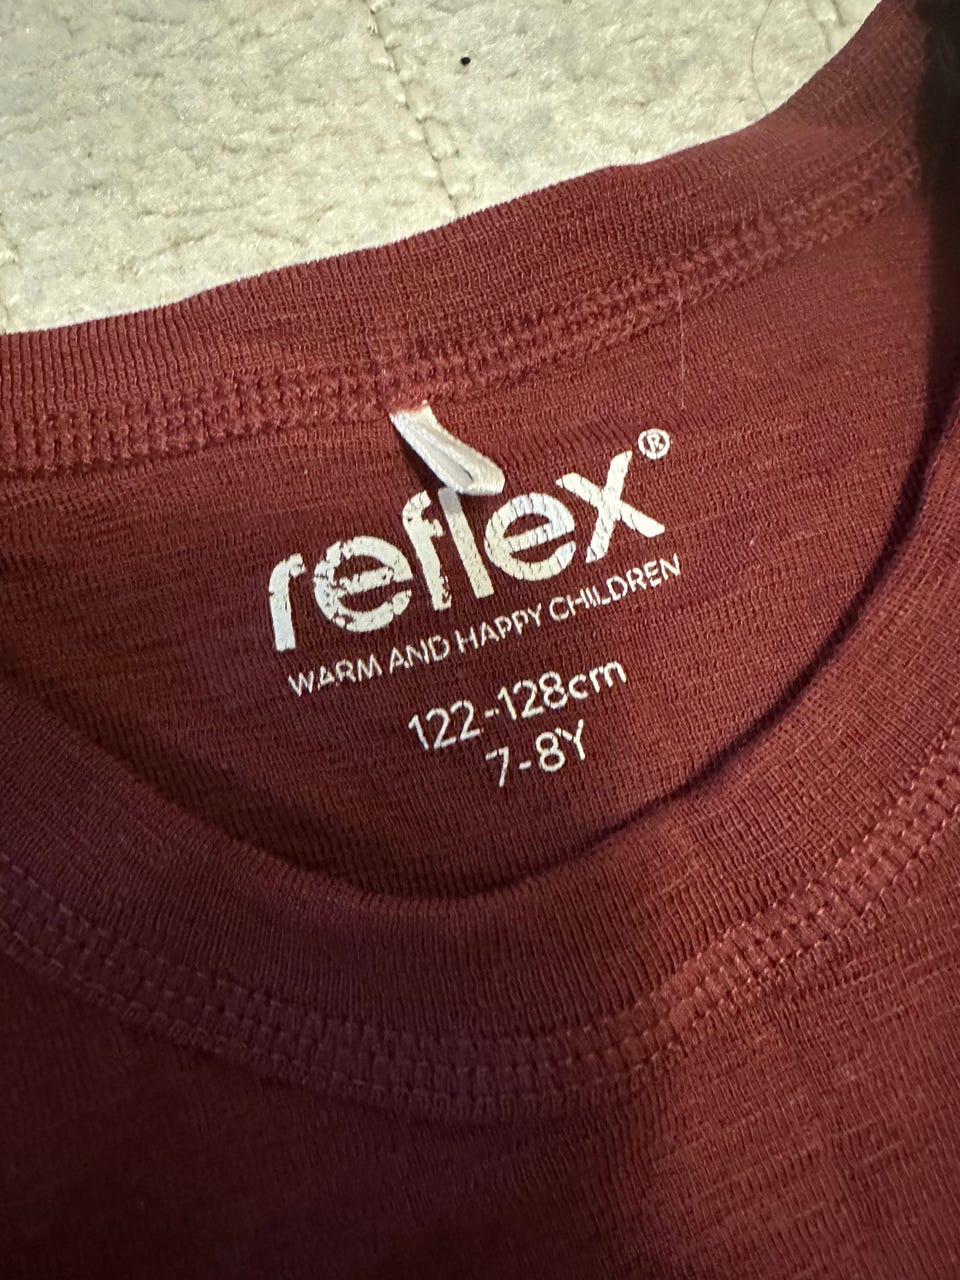 reflex®
WARM AND HAPPY CHILDREN
122-128cm
7-8Y